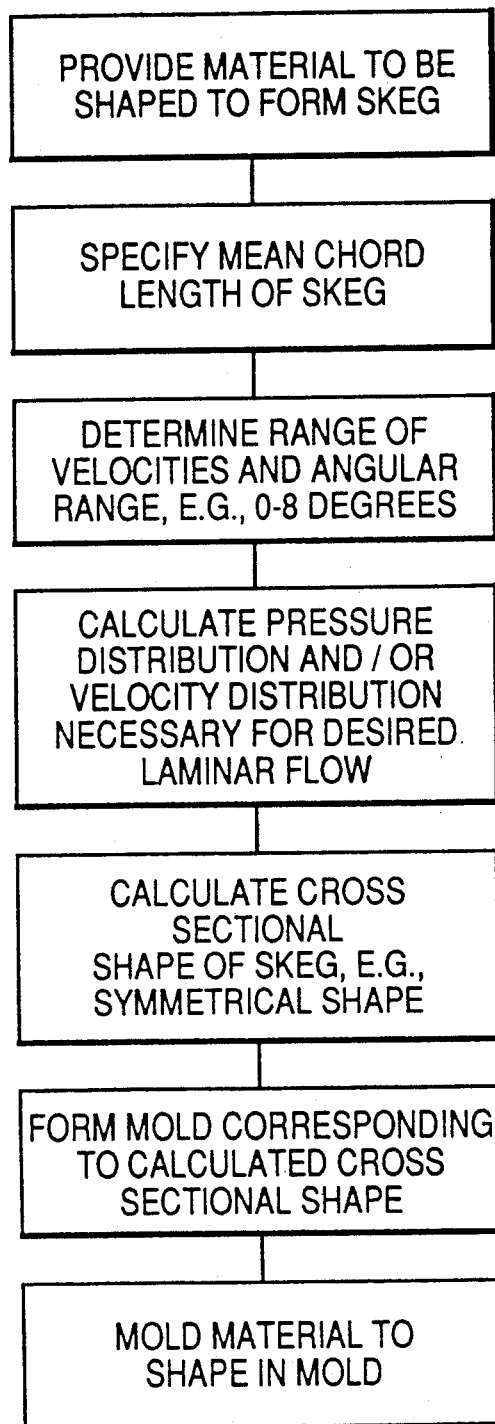 PROVIDE MATERIAL TO BE
SHAPED TO FORM SKEG
SPECIFY MEAN CHORD
LENGTH OF SKEG
DETERMINE RANGE OF
VELOCITIES AND ANGULAR
RANGE, E.G., 0-8 DEGREES
CALCULATE PRESSURE
DISTRIBUTION AND / OR
VELOCITY DISTRIBUTION
NECESSARY FOR DESIRED
LAMINAR FLOW
CALCULATE CROSS
SECTIONAL
SHAPE OF SKEG, E.G.,
SYMMETRICAL SHAPE
FORM MOLD CORRESPONDING
TO CALCULATED CROSS
SECTIONAL SHAPE
MOLD MATERIAL TO
SHAPE IN MOLD